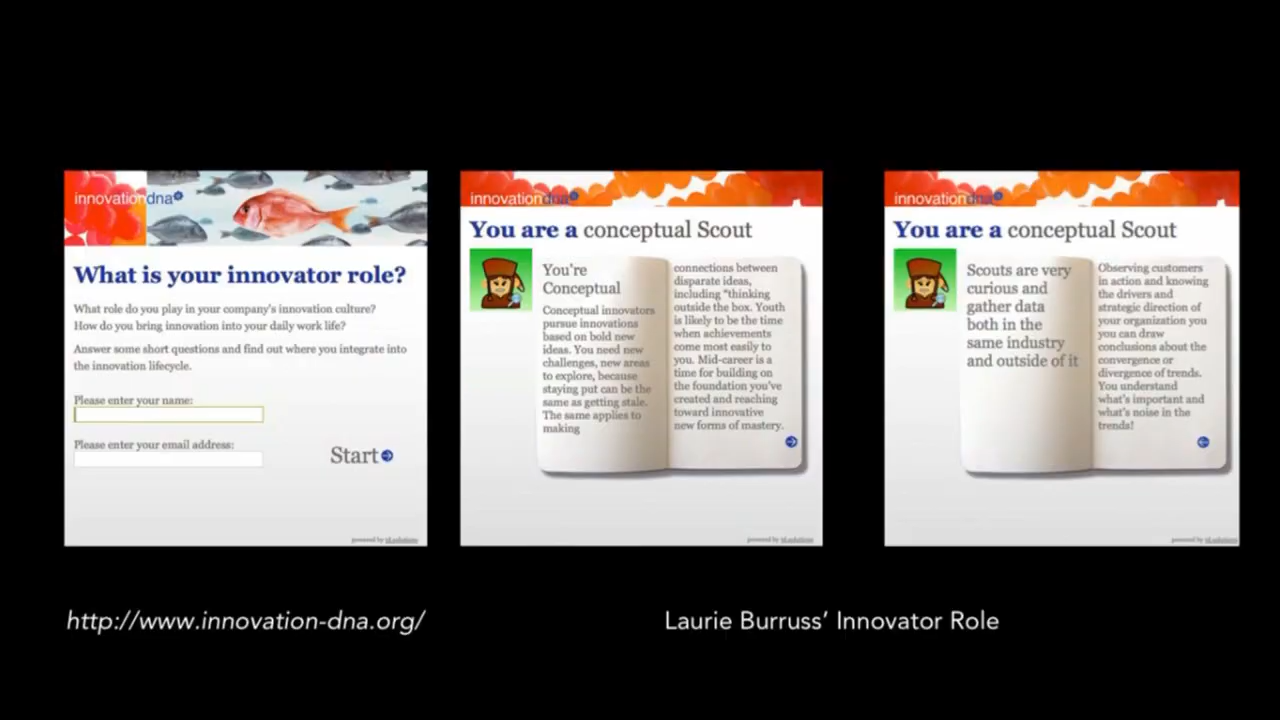 innovationdna
What is your innovator role?
What role do you play in your company's innovation culture?
How do you bring innovation into your daily work life?
Answer some short questions and find out where you integrate into
the innovation lifecycle.
Please enter your name:
Please enter your email address:
Start
powered by
http://www.innovation-dna.org/
innovationdna
You are a conceptual Scout
You're
Conceptual
Conceptual innovators
pursue innovations
based on bold new
ideas. You need new
challenges, new areas
to explore, because
staying put can be the
same as getting stale.
The same applies to
making
connections between
disparate ideas,
including "thinking
outside the box. Youth
is likely to be the time
when achievements
come most easily to
you. Mid-career is a
time for building on
the foundation you've
created and reaching
toward innovative
new forms of mastery.
powered by
innovationdna
You are a conceptual Scout
Scouts are very
curious and
gather data
both in the
same industry
and outside of it
Observing customers
in action and knowing
the drivers and
strategic direction of
your organization you
you can draw
conclusions about the
convergence or
divergence of trends.
You understand
what's important and
what's noise in the
trends!
powered by
Laurie Burruss' Innovator Role